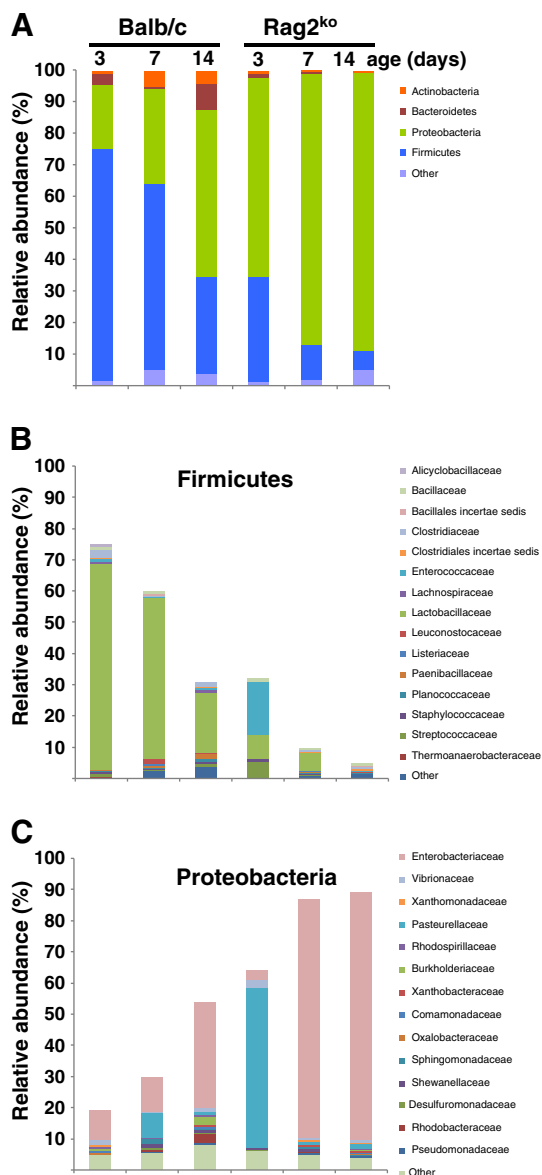 A
Balb/c Rag2ko
3 7 14 3 7 14 age (days)
Relative abundance (%)
100
90
80
70
60
50
40
30
20
10
Actinobacteria
Bacteroidetes
Proteobacteria
Firmicutes
Other
B
Firmicutes
Relative abundance (%)
100
90
80
70
60
50
40
30
20
10
Alicyclobacillaceae
Bacillaceae
Bacillales incertae sedis
Clostridiaceae
Clostridiales incertae sedis
Enterococcaceae
Lachnospiraceae
Lactobacillaceae
Leuconostocaceae
Listeriaceae
Paenibacillaceae
Planococcaceae
Staphylococcaceae
Streptococcaceae
Thermoanaerobacteraceae
Other
C
Proteobacteria
Relative abundance (%)
100
90
80
70
60
50
40
30
20
10
Enterobacteriaceae
Vibrionaceae
Xanthomonadaceae
Pasteurellaceae
Rhodospirillaceae
Burkholderiaceae
Xanthobacteraceae
Comamonadaceae
Oxalobacteraceae
Sphingomonadaceae
Shewanellaceae
Desulfuromonadaceae
Rhodobacteraceae
Pseudomonadaceae
Other